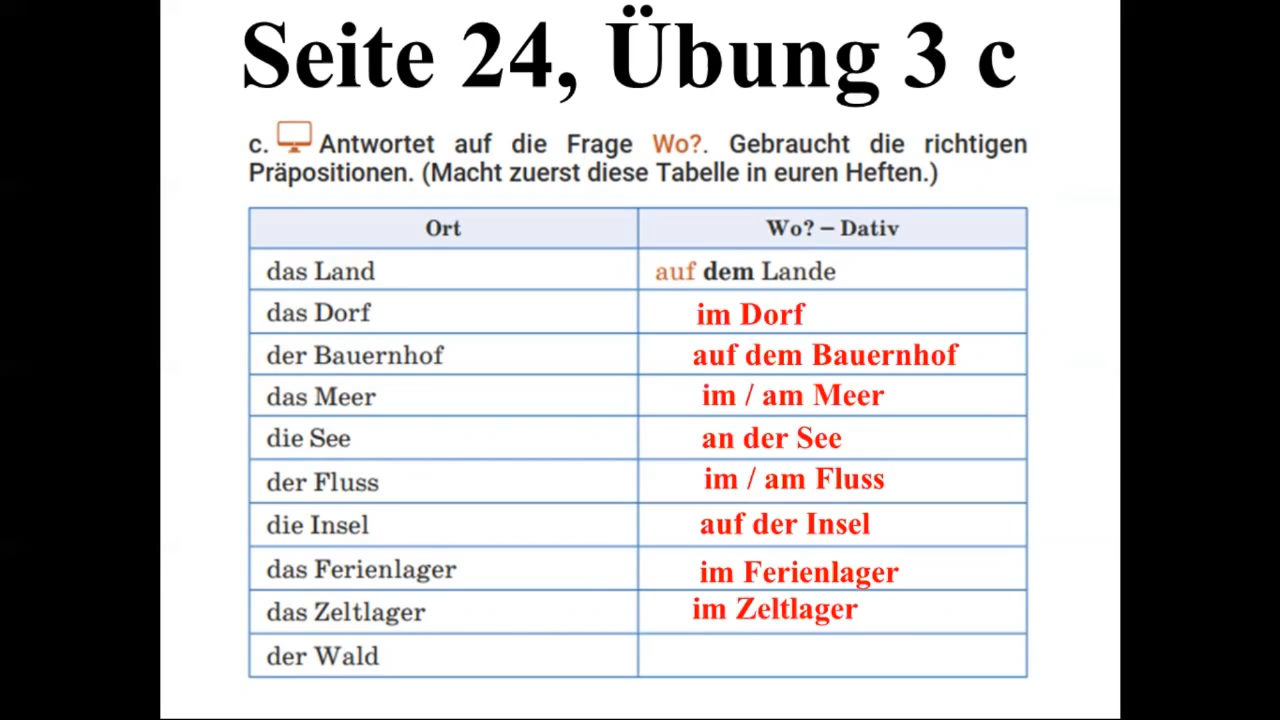 Seite 24, Übung 3 c
c. Antwortet auf die Frage Wo?. Gebraucht die richtigen
Präpositionen. (Macht zuerst diese Tabelle in euren Heften.)
Ort Wo? – Dativ
das Land auf dem Lande
das Dorf im Dorf
der Bauernhof auf dem Bauernhof
das Meer im / am Meer
die See an der See
der Fluss im / am Fluss
die Insel auf der Insel
das Ferienlager im Ferienlager
das Zeltlager im Zeltlager
der Wald